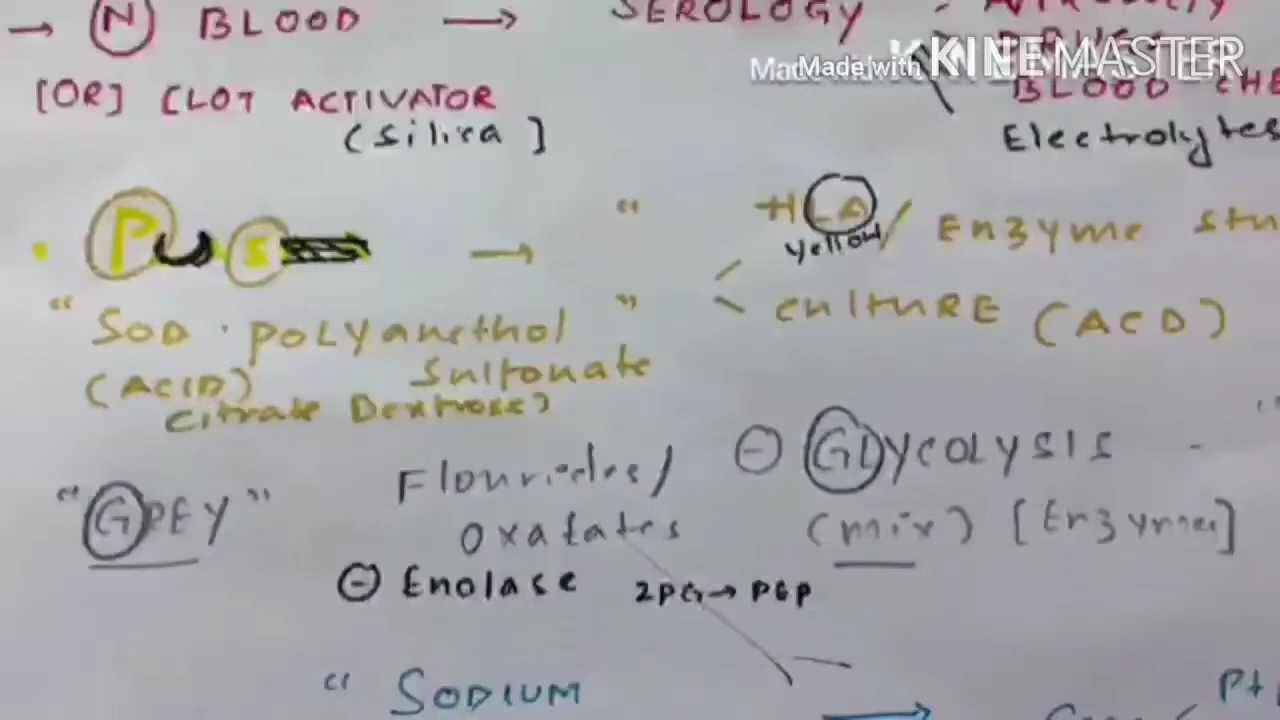 → (N) BLOOD → SEROLOGY
[OR] CLOT ACTIVATOR
(Silica]
BLOOD CHE
Electrolytes
Made with KINEMASTER
P S → " HLA / Enzyme stu
yellow
"SOD. POLYanethol " CULTURE (ACD)
(ACID) Sulfonate
Citrate Dextrose)
"GREY" Flourides/ ⊖ GLYCOLYSIS -
oxalates (mix) [Enzymes]
⊖ Enolase 2PG → PEP
" SODIUM →
Pt